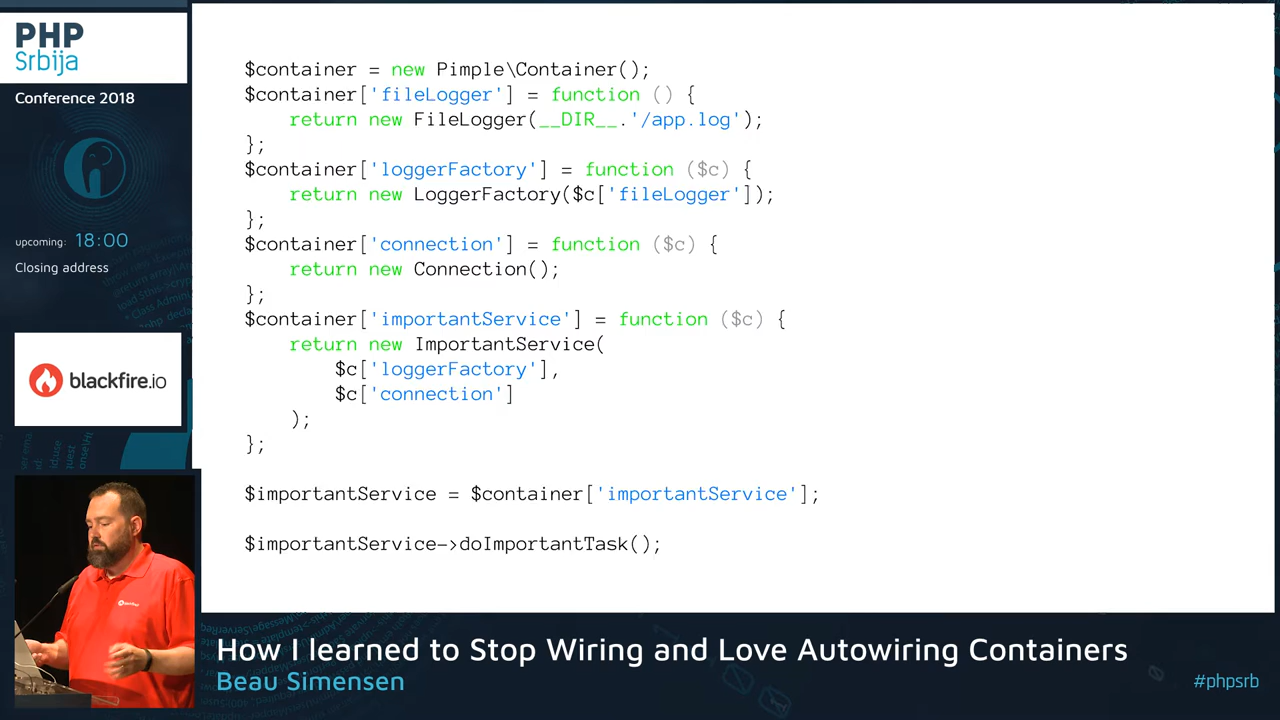 PHP
Srbija
Conference 2018
upcoming: 18:00
Closing address
blackfire.io
$container = new Pimple\Container();
$container['fileLogger'] = function () {
    return new FileLogger(__DIR__.'/app.log');
};
$container['loggerFactory'] = function ($c) {
    return new LoggerFactory($c['fileLogger']);
};
$container['connection'] = function ($c) {
    return new Connection();
};
$container['importantService'] = function ($c) {
    return new ImportantService(
        $c['loggerFactory'],
        $c['connection']
    );
};
$importantService = $container['importantService'];
$importantService->doImportantTask();
How I learned to Stop Wiring and Love Autowiring Containers
Beau Simensen
#phpsrb